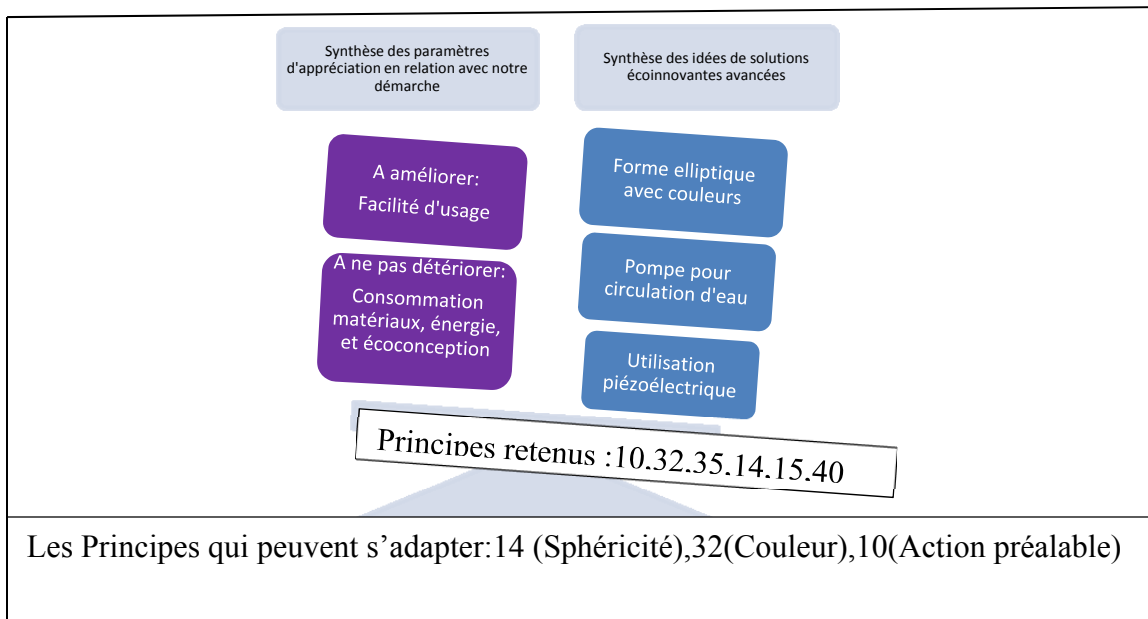 Synthèse des paramètres
d'appréciation en relation avec notre
démarche
Synthèse des idées de solutions
écoinnovantes avancées
A améliorer:
Facilité d'usage
A ne pas détériorer:
Consommation
matériaux, énergie,
et écoconception
Forme elliptique
avec couleurs
Pompe pour
circulation d'eau
Utilisation
piézoélectrique
Principes retenus :10,32,35,14,15,40
Les Principes qui peuvent s’adapter:14 (Sphéricité),32(Couleur),10(Action préalable)